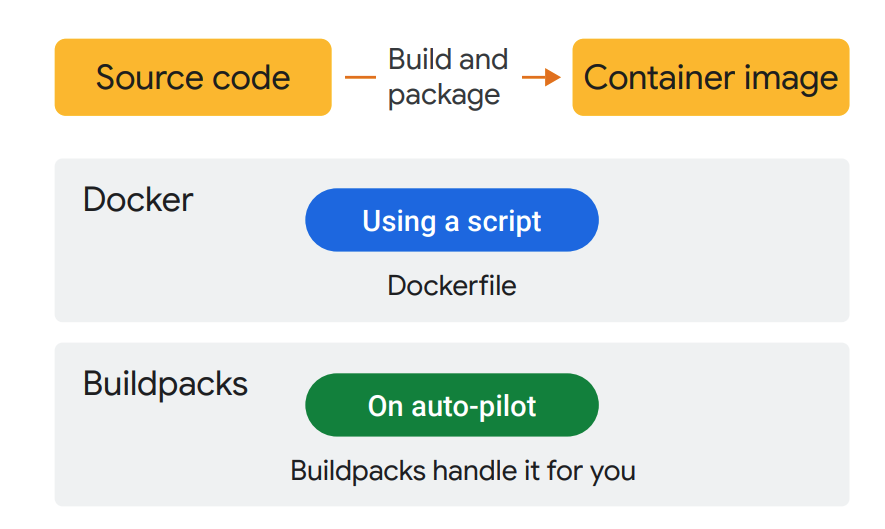 Source code
Build and
package
Container image
Docker
Using a script
Dockerfile
Buildpacks
On auto-pilot
Buildpacks handle it for you